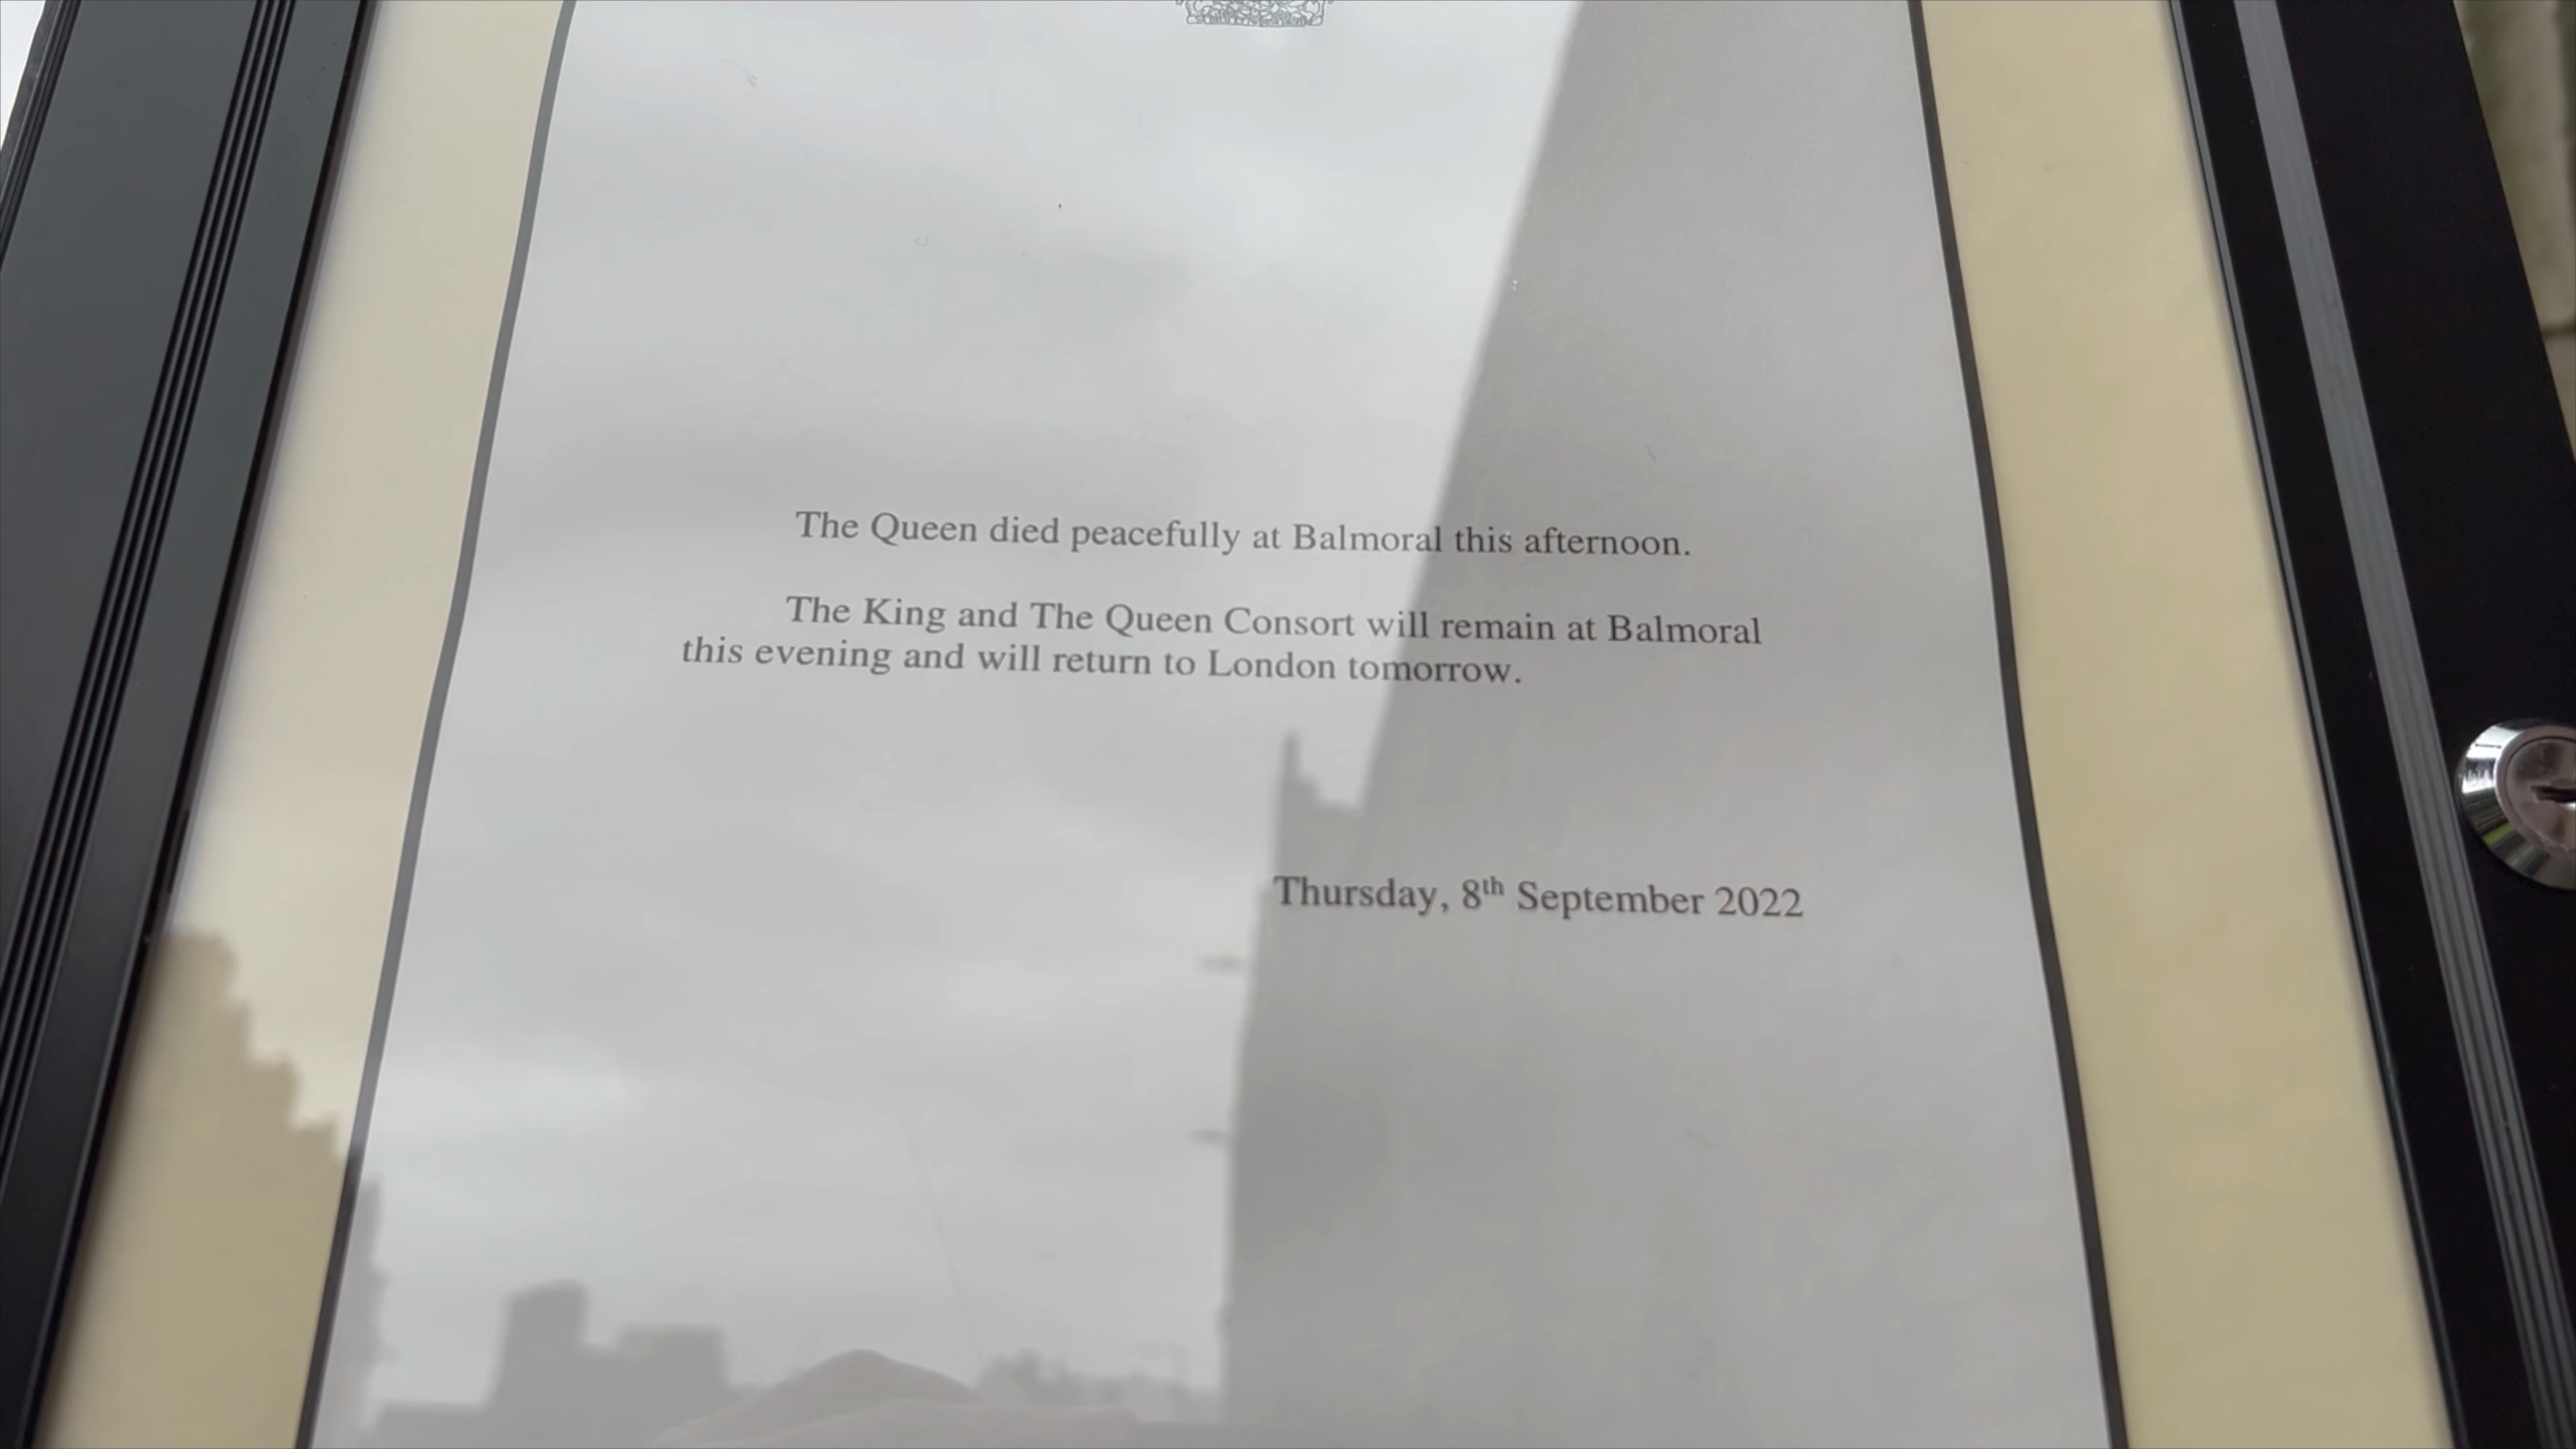 The Queen died peacefully at Balmoral this afternoon.
The King and The Queen Consort will remain at Balmoral
this evening and will return to London tomorrow.
Thursday, 8th September 2022